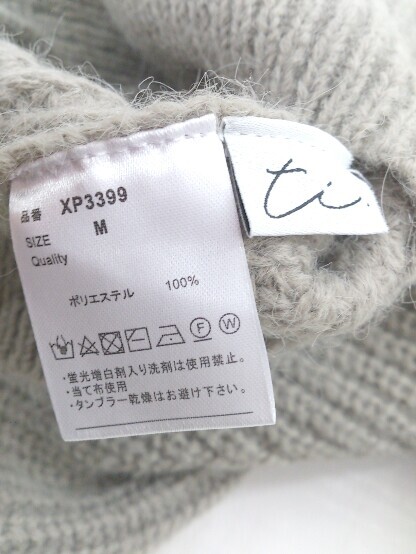 品番 XP3399
SIZE M
Quality
ポリエステル 100%
F W
・蛍光増白剤入り洗剤は使用禁止。
・当て布使用
・タンブラー乾燥はお避け下さい。
ti.